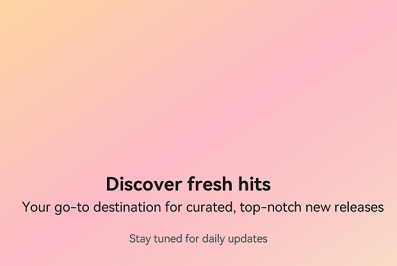 Discover fresh hits
Your go-to destination for curated, top-notch new releases
Stay tuned for daily updates